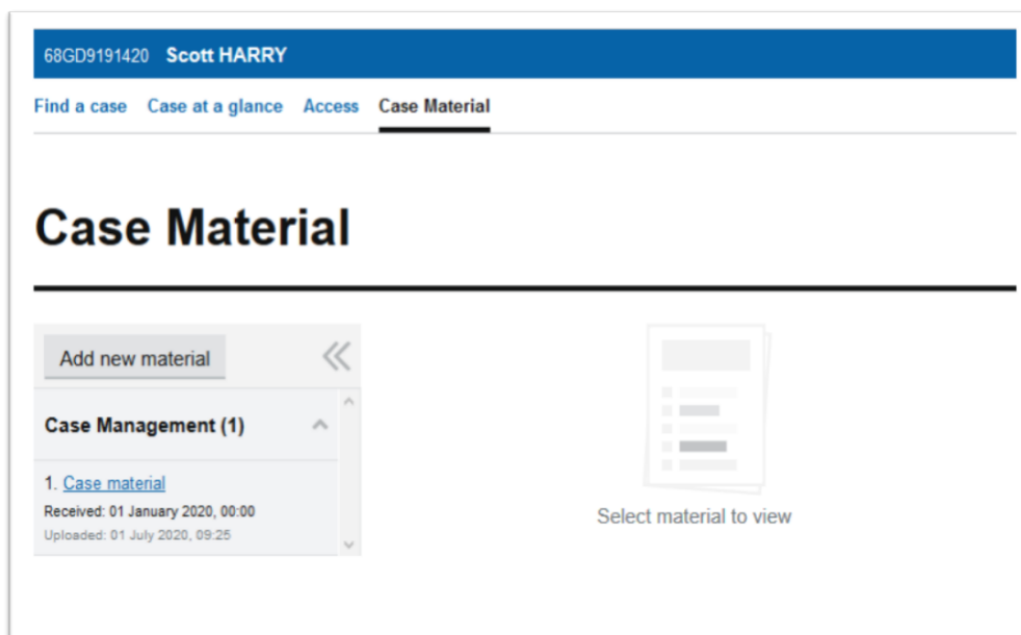 68GD9191420 Scott HARRY
Find a case Case at a glance Access Case Material
Case Material
Add new material
Case Management (1)
1. Case material
Received: 01 January 2020, 00:00
Uploaded: 01 July 2020, 09:25
Select material to view